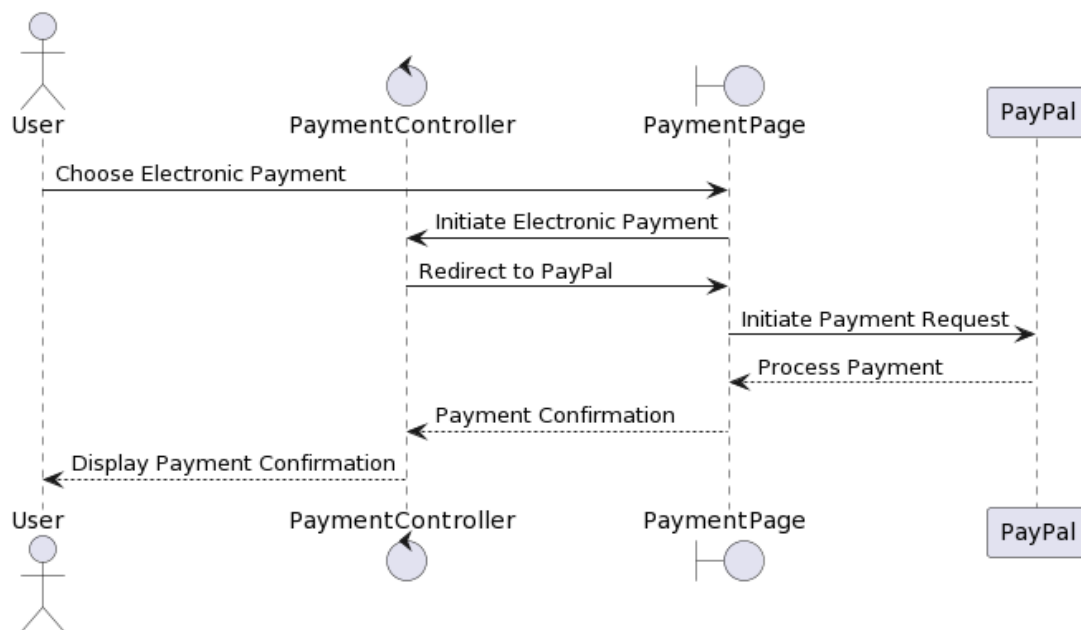 User
PaymentController
PaymentPage
PayPal
Choose Electronic Payment
Initiate Electronic Payment
Redirect to PayPal
Initiate Payment Request
Process Payment
Payment Confirmation
Display Payment Confirmation
User
PaymentController
PaymentPage
PayPal